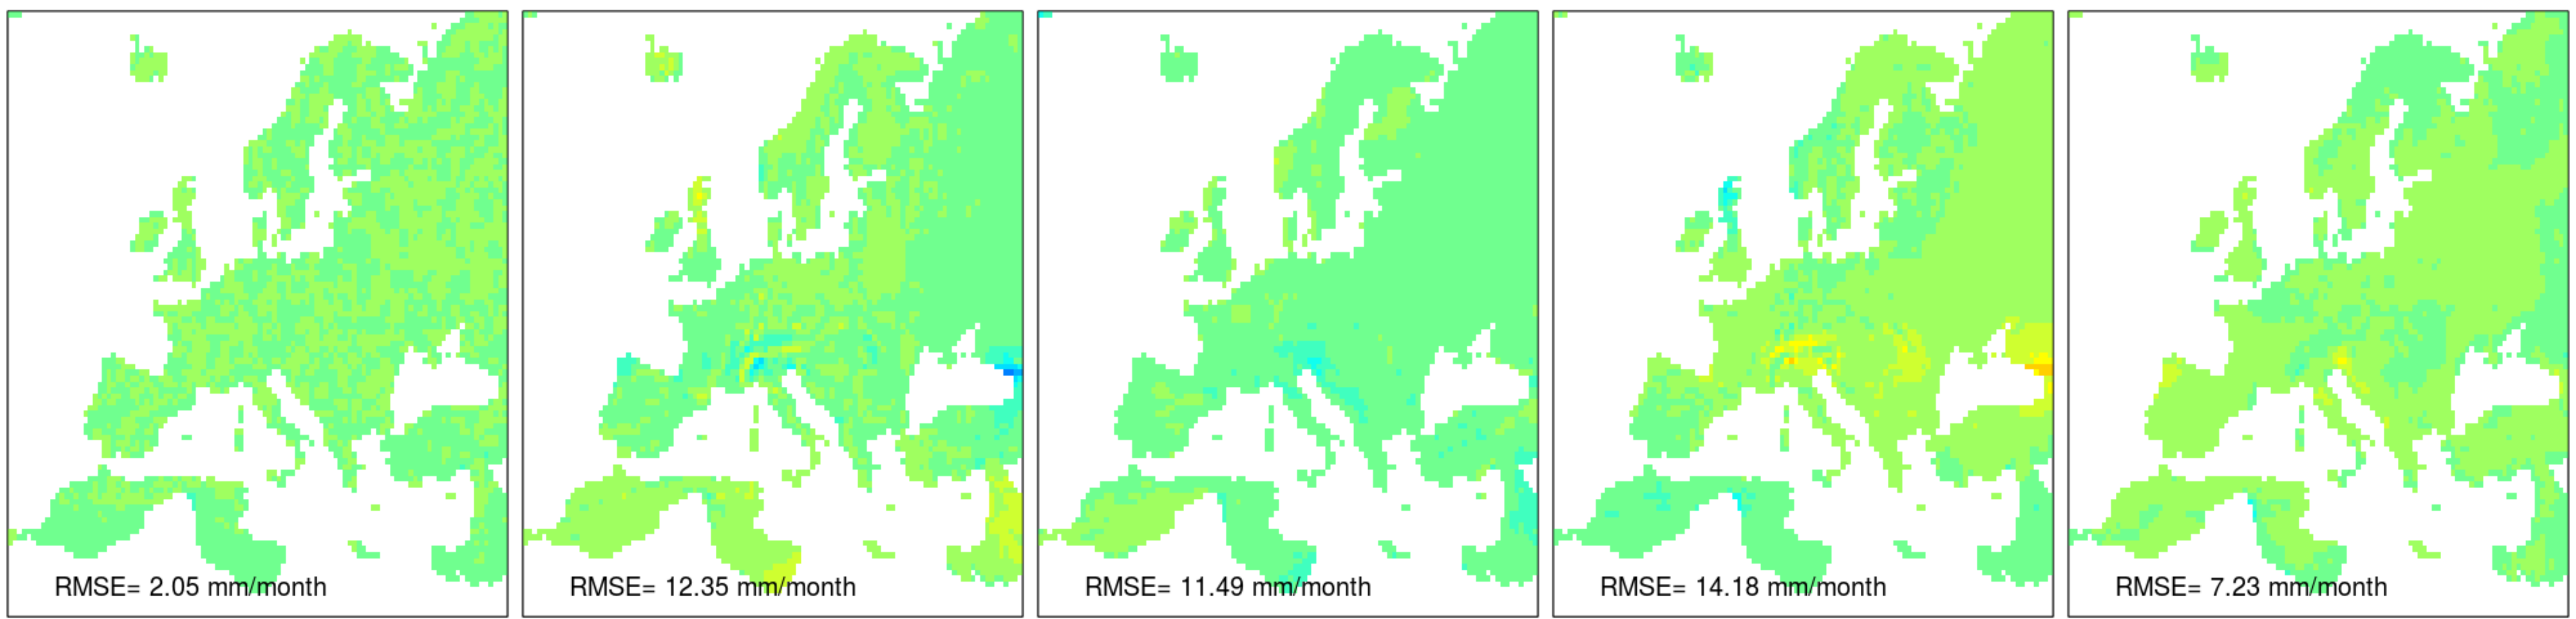 RMSE= 2.05 mm/month
RMSE= 12.35 mm/month
RMSE= 11.49 mm/month
RMSE= 14.18 mm/month
RMSE= 7.23 mm/month